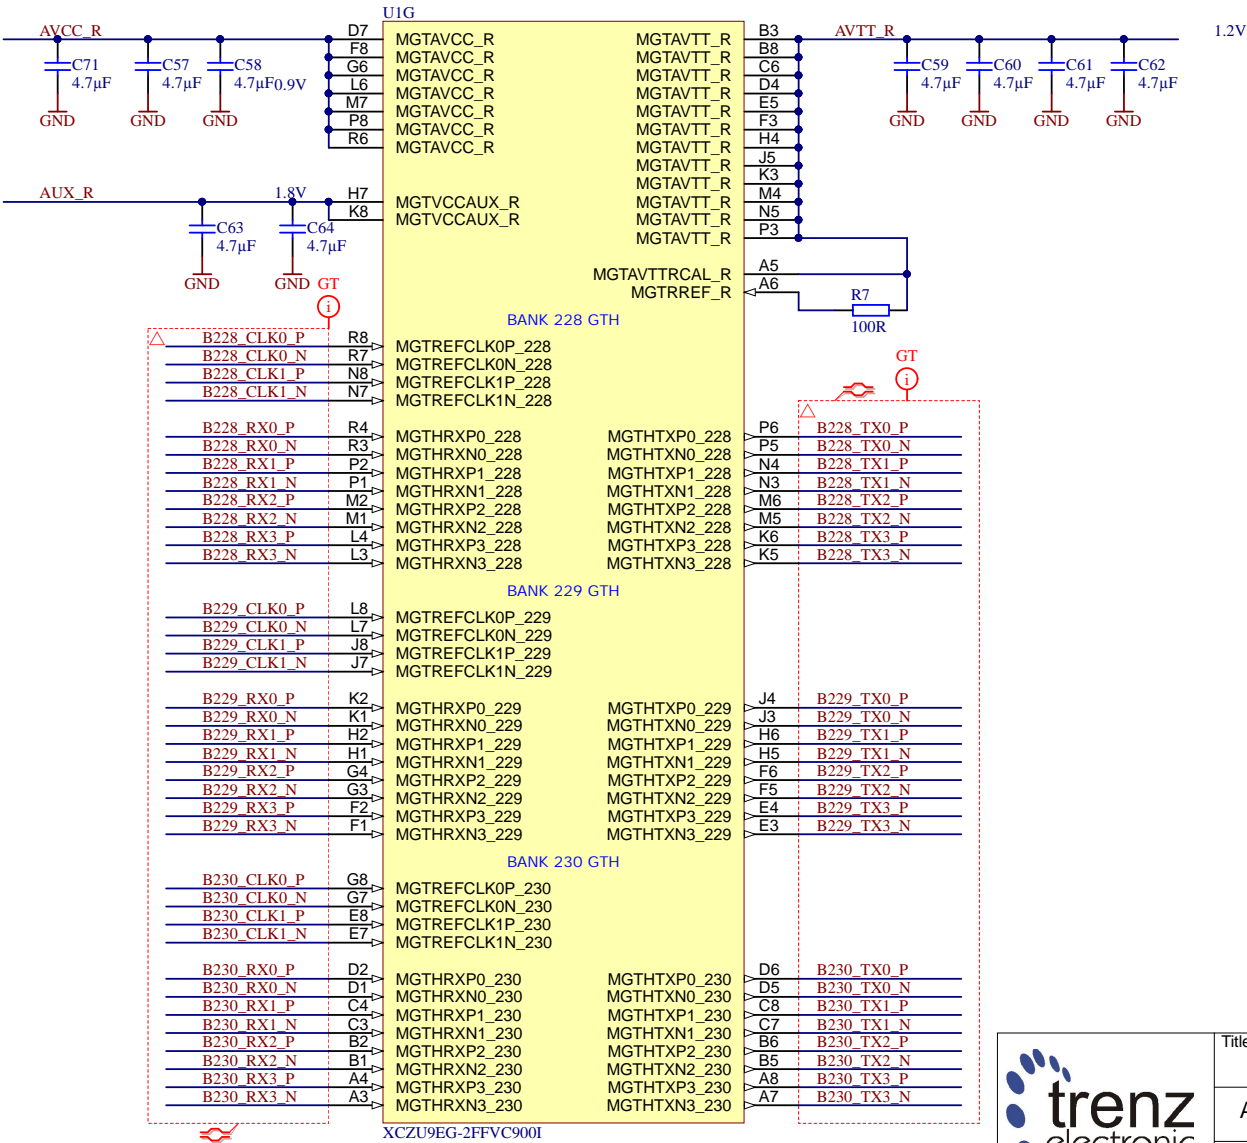 U1G
AVCC_R D7 MGTAVCC_R MGTAVTT_R B3 AVTT_R 1.2V
F8 MGTAVCC_R MGTAVTT_R B8
G6 MGTAVCC_R MGTAVTT_R C6
L6 MGTAVCC_R MGTAVTT_R D4
M7 MGTAVCC_R MGTAVTT_R E5
P8 MGTAVCC_R MGTAVTT_R F3
R6 MGTAVCC_R MGTAVTT_R H4
MGTAVTT_R J5
MGTAVTT_R K3
MGTAVTT_R M4
MGTAVTT_R N5
MGTAVTT_R P3
C71 C57 C58 C59 C60 C61 C62
4.7µF 4.7µF 4.7µF 0.9V 4.7µF 4.7µF 4.7µF 4.7µF
GND GND GND GND GND GND GND
AUX_R 1.8V H7 MGTVCCAUX_R
K8 MGTVCCAUX_R
C63 C64
4.7µF 4.7µF
GND GND
MGTAVTTRCAL_R A5
MGTRREF_R A6
R7
100R
GT
i
BANK 228 GTH
B228_CLK0_P R8 MGTREFCLK0P_228
B228_CLK0_N R7 MGTREFCLK0N_228
B228_CLK1_P N8 MGTREFCLK1P_228
B228_CLK1_N N7 MGTREFCLK1N_228
GT
i
B228_RX0_P R4 MGTHRXP0_228 MGTHTXP0_228 P6 B228_TX0_P
B228_RX0_N R3 MGTHRXN0_228 MGTHTXN0_228 P5 B228_TX0_N
B228_RX1_P P2 MGTHRXP1_228 MGTHTXP1_228 N4 B228_TX1_P
B228_RX1_N P1 MGTHRXN1_228 MGTHTXN1_228 N3 B228_TX1_N
B228_RX2_P M2 MGTHRXP2_228 MGTHTXP2_228 M6 B228_TX2_P
B228_RX2_N M1 MGTHRXN2_228 MGTHTXN2_228 M5 B228_TX2_N
B228_RX3_P L4 MGTHRXP3_228 MGTHTXP3_228 K6 B228_TX3_P
B228_RX3_N L3 MGTHRXN3_228 MGTHTXN3_228 K5 B228_TX3_N
BANK 229 GTH
B229_CLK0_P L8 MGTREFCLK0P_229
B229_CLK0_N L7 MGTREFCLK0N_229
B229_CLK1_P J8 MGTREFCLK1P_229
B229_CLK1_N J7 MGTREFCLK1N_229
B229_RX0_P K2 MGTHRXP0_229 MGTHTXP0_229 J4 B229_TX0_P
B229_RX0_N K1 MGTHRXN0_229 MGTHTXN0_229 J3 B229_TX0_N
B229_RX1_P H2 MGTHRXP1_229 MGTHTXP1_229 H6 B229_TX1_P
B229_RX1_N H1 MGTHRXN1_229 MGTHTXN1_229 H5 B229_TX1_N
B229_RX2_P G4 MGTHRXP2_229 MGTHTXP2_229 F6 B229_TX2_P
B229_RX2_N G3 MGTHRXN2_229 MGTHTXN2_229 F5 B229_TX2_N
B229_RX3_P F2 MGTHRXP3_229 MGTHTXP3_229 E4 B229_TX3_P
B229_RX3_N F1 MGTHRXN3_229 MGTHTXN3_229 E3 B229_TX3_N
BANK 230 GTH
B230_CLK0_P G8 MGTREFCLK0P_230
B230_CLK0_N G7 MGTREFCLK0N_230
B230_CLK1_P E8 MGTREFCLK1P_230
B230_CLK1_N E7 MGTREFCLK1N_230
B230_RX0_P D2 MGTHRXP0_230 MGTHTXP0_230 D6 B230_TX0_P
B230_RX0_N D1 MGTHRXN0_230 MGTHTXN0_230 D5 B230_TX0_N
B230_RX1_P C4 MGTHRXP1_230 MGTHTXP1_230 C8 B230_TX1_P
B230_RX1_N C3 MGTHRXN1_230 MGTHTXN1_230 C7 B230_TX1_N
B230_RX2_P B2 MGTHRXP2_230 MGTHTXP2_230 B6 B230_TX2_P
B230_RX2_N B1 MGTHRXN2_230 MGTHTXN2_230 B5 B230_TX2_N
B230_RX3_P A4 MGTHRXP3_230 MGTHTXP3_230 A8 B230_TX3_P
B230_RX3_N A3 MGTHRXN3_230 MGTHTXN3_230 A7 B230_TX3_N
XCZU9EG-2FFVC900I
Title
trenz
electronic